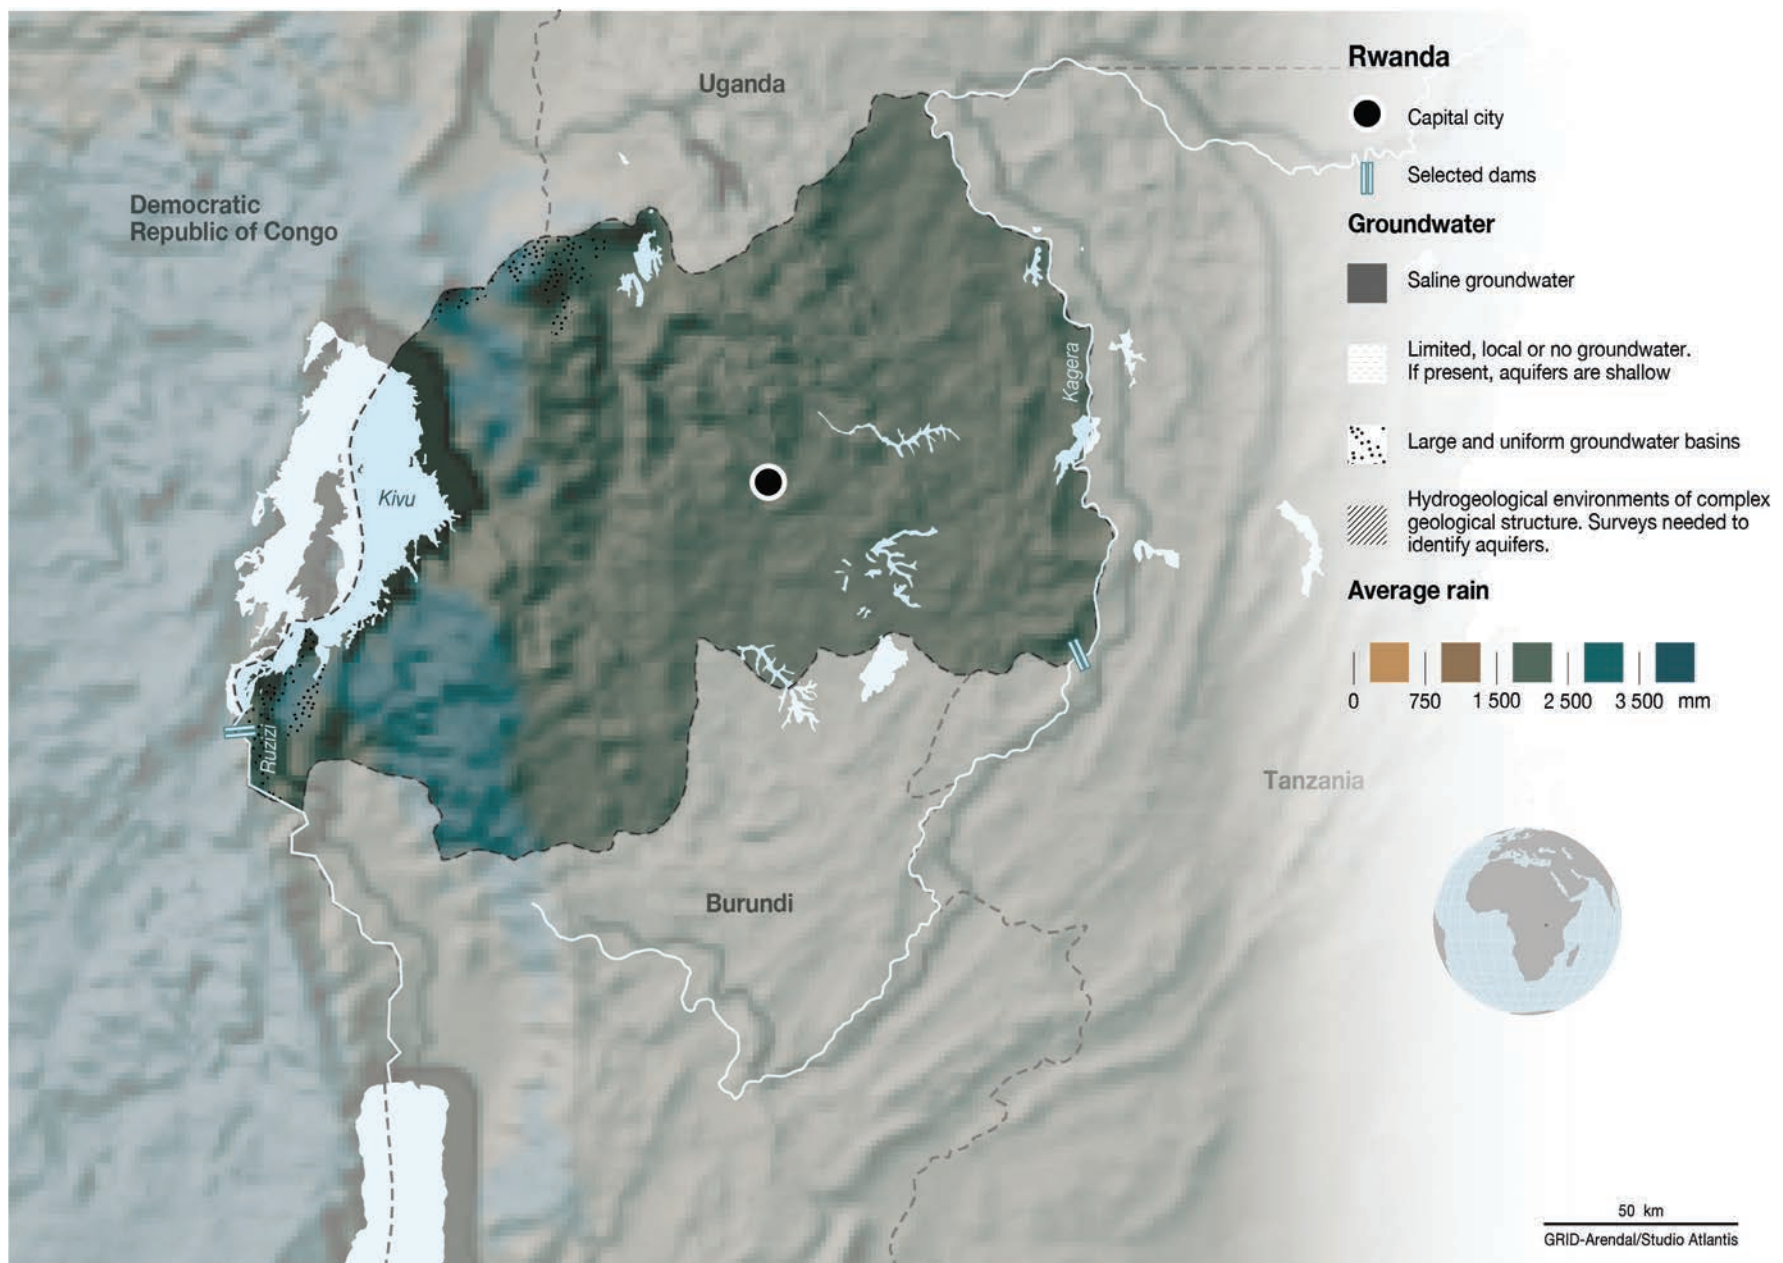 Uganda
Democratic
Republic of Congo
Kivu
Kagera
Ruzizi
Burundi
Tanzania
Rwanda
Capital city
Selected dams
Groundwater
Saline groundwater
Limited, local or no groundwater.
If present, aquifers are shallow
Large and uniform groundwater basins
Hydrogeological environments of complex
geological structure. Surveys needed to
identify aquifers.
Average rain
0 750 1 500 2 500 3 500 mm
50 km
GRID-Arendal/Studio Atlantis